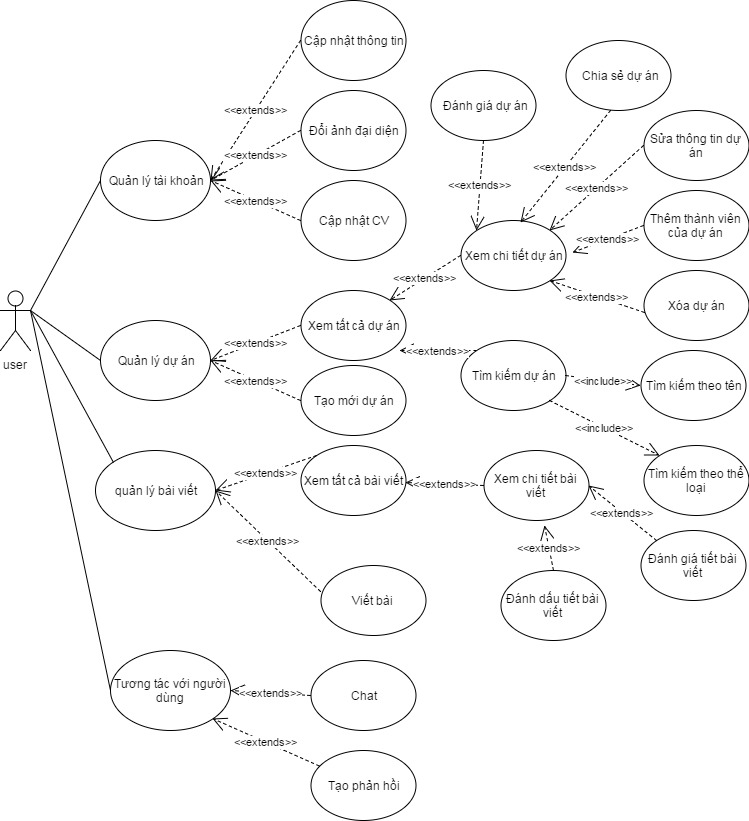 Cập nhật thông tin
Chia sẻ dự án
Đánh giá dự án
<<extends>>
Đổi ảnh đại diện
Sửa thông tin dự
án
<<extends>>
<<extends>>
Quản lý tài khoản
<<extends>>
<<extends>>
<<extends>>
Cập nhật CV
Thêm thành viên
của dự án
<<extends>>
Xem chi tiết dự án
<<extends>>
<<extends>>
Xóa dự án
user
Xem tất cả dự án
<<extends>>
Quản lý dự án
<<extends>>
Tìm kiếm dự án
<<extends>>
<<include>>
Tìm kiếm theo tên
Tạo mới dự án
<<include>>
quản lý bài viết
<<extends>>
Xem tất cả bài viết
<<extends>>
Xem chi tiết bài
viết
Tìm kiếm theo thể
loại
<<extends>>
<<extends>>
<<extends>>
Đánh giá tiết bài
viết
Viết bài
Đánh dấu tiết bài
viết
Tương tác với người
dùng
<<extends>>
Chat
<<extends>>
Tạo phản hồi